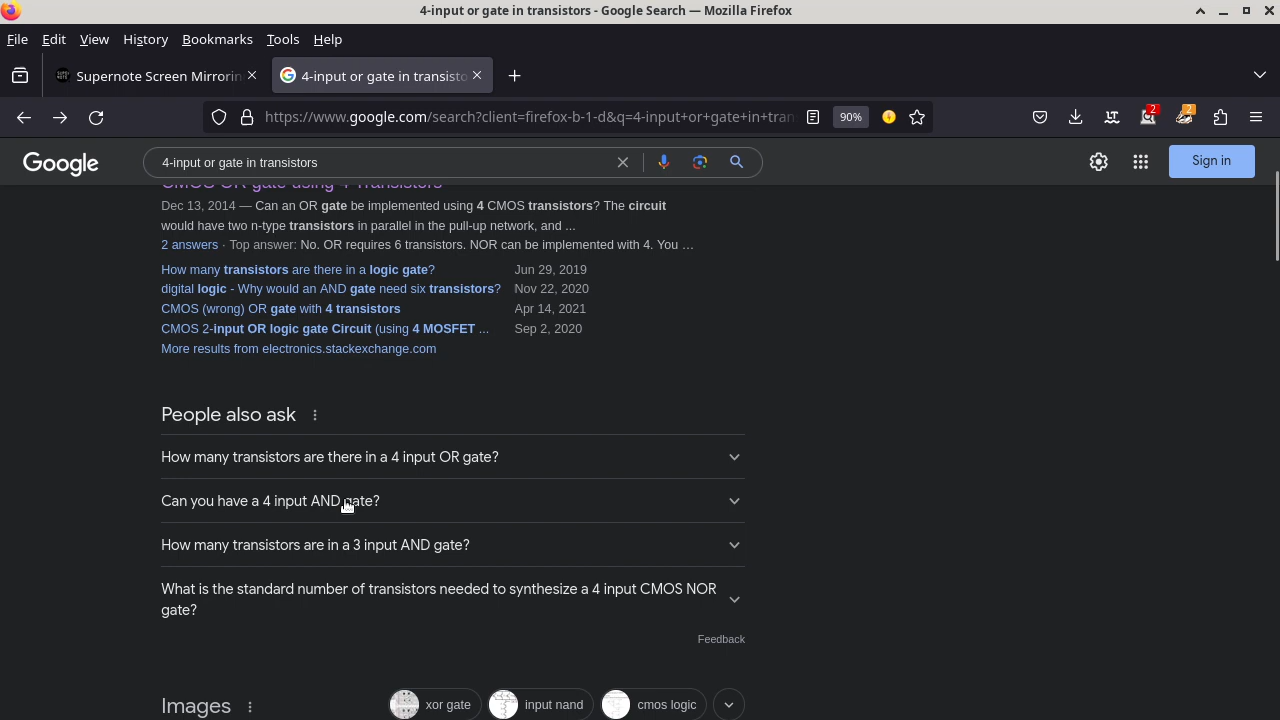 4-input or gate in transistors - Google Search — Mozilla Firefox
File Edit View History Bookmarks Tools Help
Supernote Screen Mirrorin
4-input or gate in transisto
https://www.google.com/search?client=firefox-b-1-d&q=4-input+or+gate+in+tran
90%
2
2
Google
4-input or gate in transistors
Sign in
CMOS OR gate using 4 Transistors
Dec 13, 2014 — Can an OR gate be implemented using 4 CMOS transistors? The circuit
would have two n-type transistors in parallel in the pull-up network, and ...
2 answers · Top answer: No. OR requires 6 transistors. NOR can be implemented with 4. You …
How many transistors are there in a logic gate? Jun 29, 2019
digital logic - Why would an AND gate need six transistors? Nov 22, 2020
CMOS (wrong) OR gate with 4 transistors Apr 14, 2021
CMOS 2-input OR logic gate Circuit (using 4 MOSFET ... Sep 2, 2020
More results from electronics.stackexchange.com
People also ask
How many transistors are there in a 4 input OR gate?
Can you have a 4 input AND gate?
How many transistors are in a 3 input AND gate?
What is the standard number of transistors needed to synthesize a 4 input CMOS NOR
gate?
Feedback
Images
xor gate
input nand
cmos logic